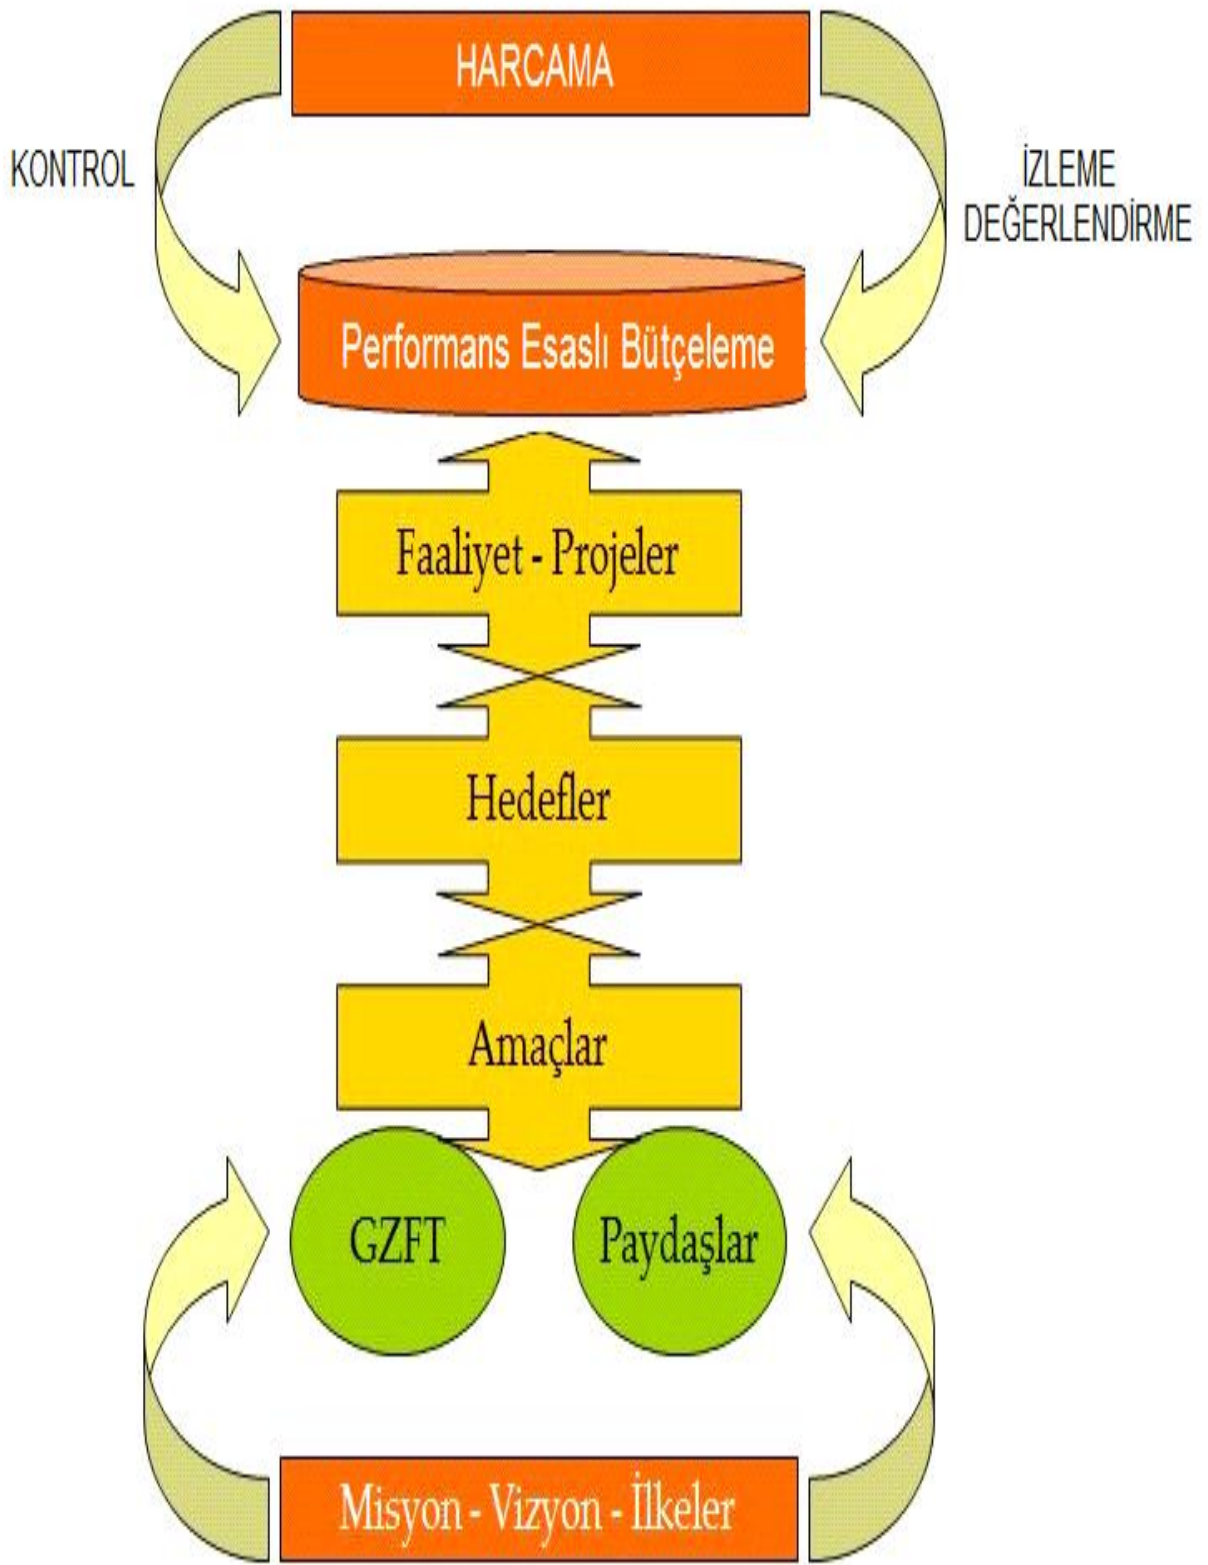 HARCAMA
KONTROL
İZLEME
DEĞERLENDİRME
Performans Esaslı Bütçeleme
Faaliyet - Projeler
Hedefler
Amaçlar
GZFT
Paydaşlar
Misyon - Vizyon - İlkeler